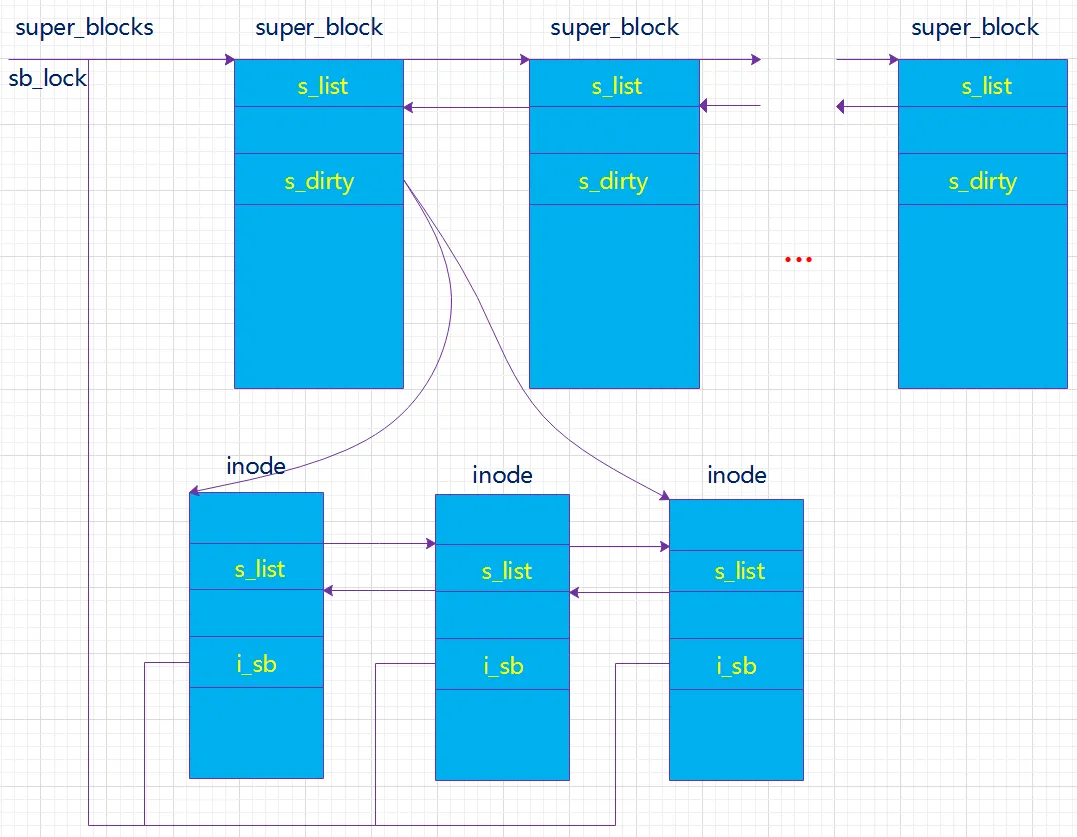 super_blocks
super_block
super_block
super_block
sb_lock
s_list
s_list
s_list
s_dirty
s_dirty
s_dirty
...
inode
inode
inode
s_list
s_list
s_list
i_sb
i_sb
i_sb